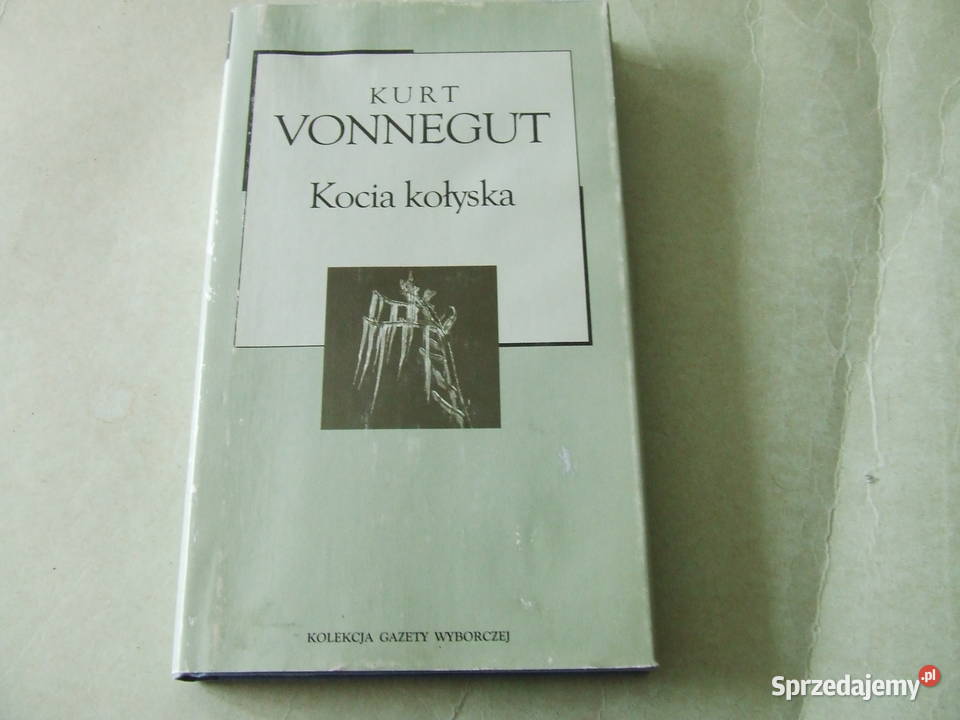 KURT
VONNEGUT
Kocia kołyska
KOLEKCJA GAZETY WYBORCZEJ
Sprzedajemy.pl